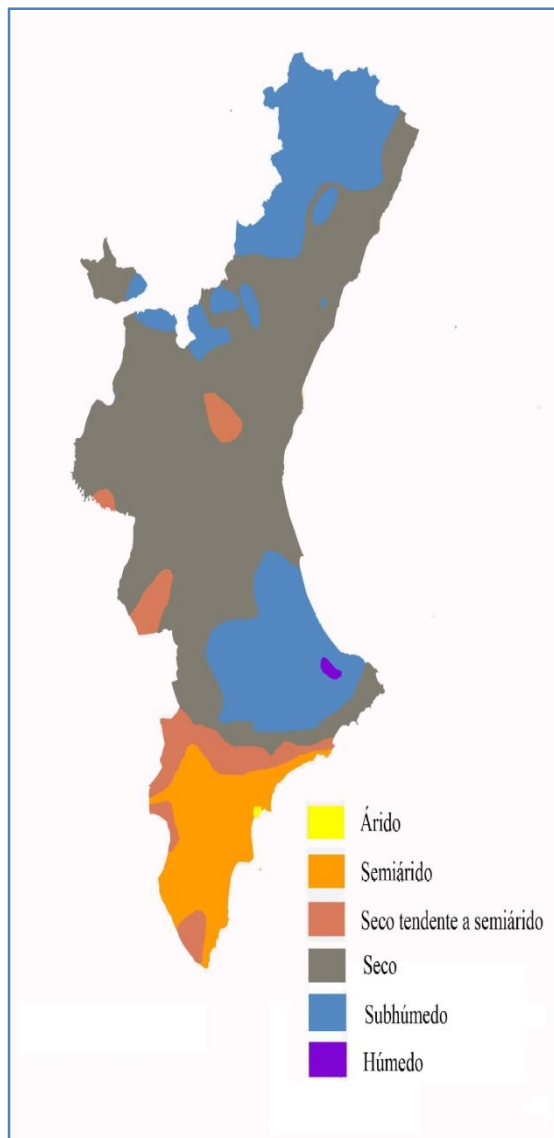 Árido
Semiárido
Seco tendente a semiárido
Seco
Subhúmedo
Húmedo